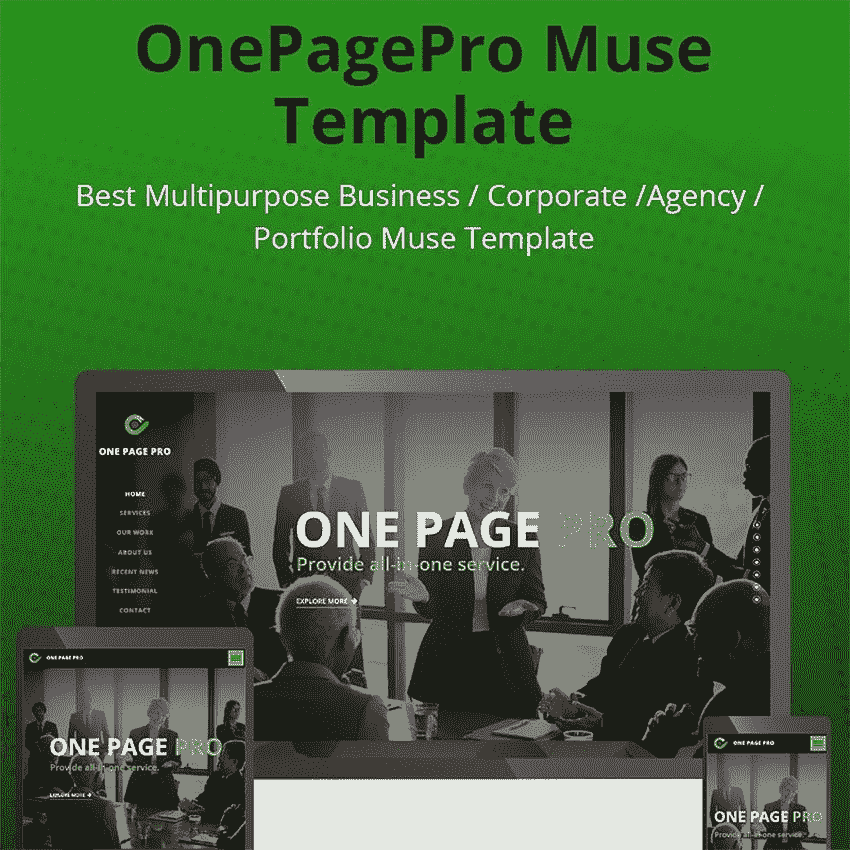 OnePagePro Muse
Template
Best Multipurpose Business / Corporate /Agency /
Portfolio Muse Template
ONE PAGE PRO
HOME
SERVICES
OUR WORK
ABOUT US
RECENT NEWS
TESTIMONIAL
CONTACT
ONE PAGE PRO
Provide all-in-one service.
EXPLORE MORE
ONE PAGE PRO
ONE PAGE PRO
Provide all-in-one service.
EXPLORE MORE
ONE PAGE PRO
ONE PAGE PRO
Provide all-in-one service.